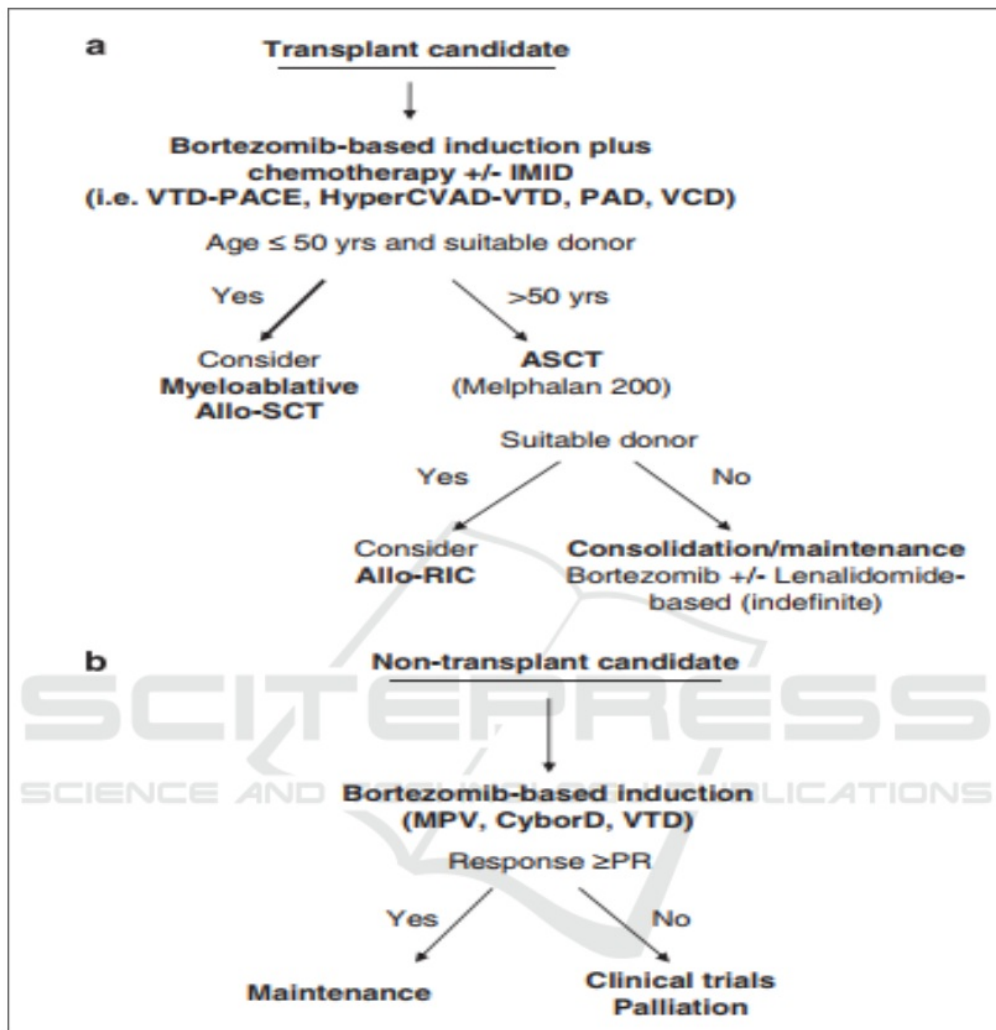 a
Transplant candidate
Bortezomib-based induction plus
chemotherapy +/- IMID
(i.e. VTD-PACE, HyperCVAD-VTD, PAD, VCD)
Age ≤ 50 yrs and suitable donor
Yes
>50 yrs
Consider
Myeloablative
Allo-SCT
ASCT
(Melphalan 200)
Suitable donor
Yes
No
Consider
Allo-RIC
Consolidation/maintenance
Bortezomib +/- Lenalidomide-
based (indefinite)
b
Non-transplant candidate
SCITEPRESS
SCIENCE AND TECHNOLOGY PUBLICATIONS
Bortezomib-based induction
(MPV, CyborD, VTD)
Response ≥PR
Yes
No
Maintenance
Clinical trials
Palliation